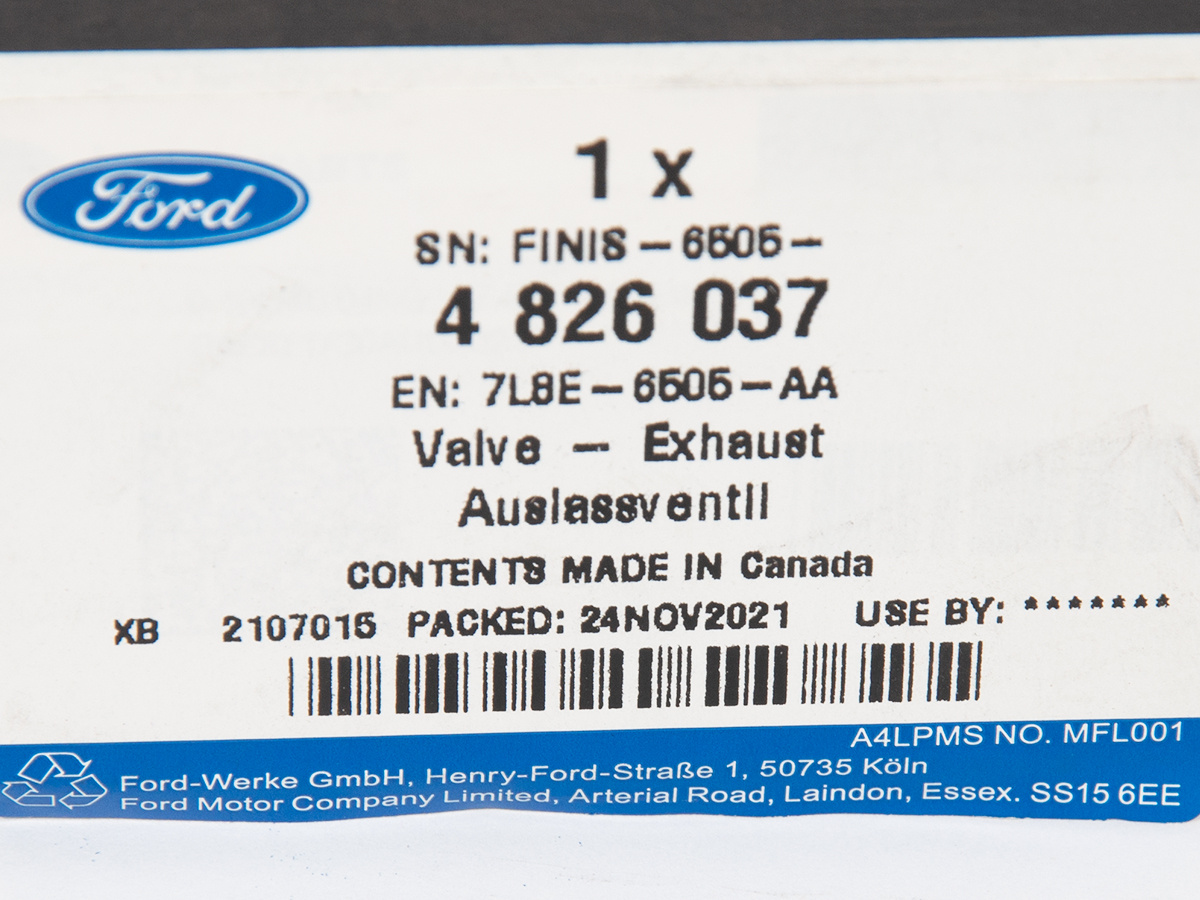 Ford
1 x
SN: FINIS - 6505 -
4 826 037
EN: 7L8E - 6505 - AA
Valve - Exhaust
Auslassventil
CONTENTS MADE IN Canada
XB 2107015 PACKED: 24NOV2021 USE BY: *******
A4LPMS NO. MFL001
Ford-Werke GmbH, Henry-Ford-Straße 1, 50735 Köln
Ford Motor Company Limited, Arterial Road, Laindon, Essex. SS15 6EE